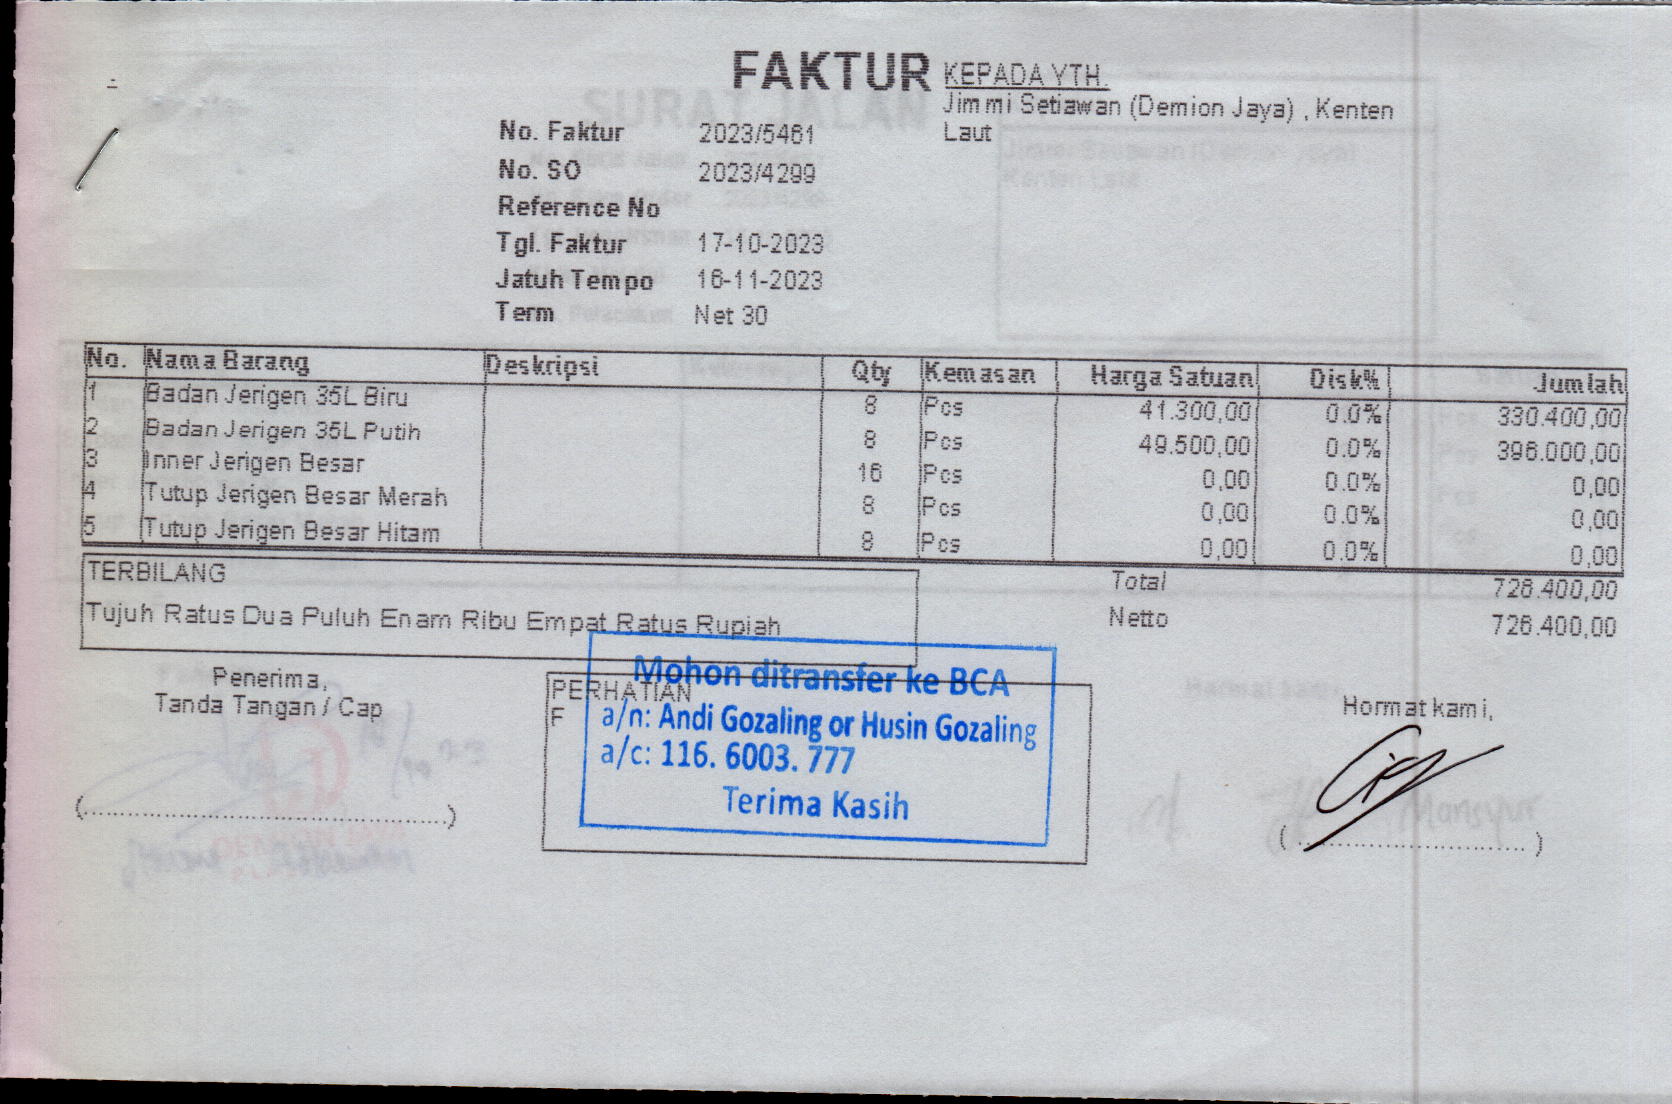 FAKTUR
KEPADA YTH.
Jimmi Setiawan (Demion Jaya) , Kenten
Laut
No. Faktur 2023/5461
No. SO 2023/4299
Reference No
Tgl. Faktur 17-10-2023
Jatuh Tempo 16-11-2023
Term Net 30
No. Nama Barang Deskripsi Qty Kemasan Harga Satuan Disk% Jumlah
1 Badan Jerigen 35L Biru 8 Pcs 41.300,00 0.0% 330.400,00
2 Badan Jerigen 35L Putih 8 Pcs 49.500,00 0.0% 396.000,00
3 Inner Jerigen Besar 16 Pcs 0,00 0.0% 0,00
4 Tutup Jerigen Besar Merah 8 Pcs 0,00 0.0% 0,00
5 Tutup Jerigen Besar Hitam 8 Pcs 0,00 0.0% 0,00
TERBILANG
Tujuh Ratus Dua Puluh Enam Ribu Empat Ratus Rupiah
Total 726.400,00
Netto 726.400,00
Penerima,
Tanda Tangan / Cap
(..................................................)
PERHATIAN
F
Mohon ditransfer ke BCA
a/n: Andi Gozaling or Husin Gozaling
a/c: 116. 6003. 777
Terima Kasih
Hormat kami,
(..................................)
SURAT JALAN